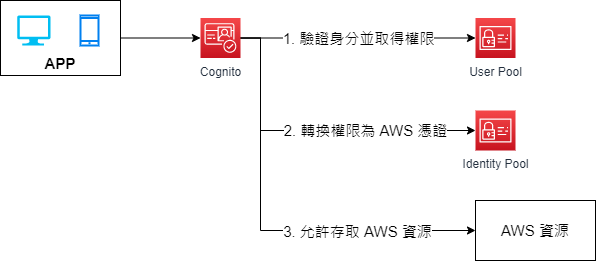 APP
Cognito
1. 驗證身分並取得權限
User Pool
2. 轉換權限為 AWS 憑證
Identity Pool
3. 允許存取 AWS 資源
AWS 資源